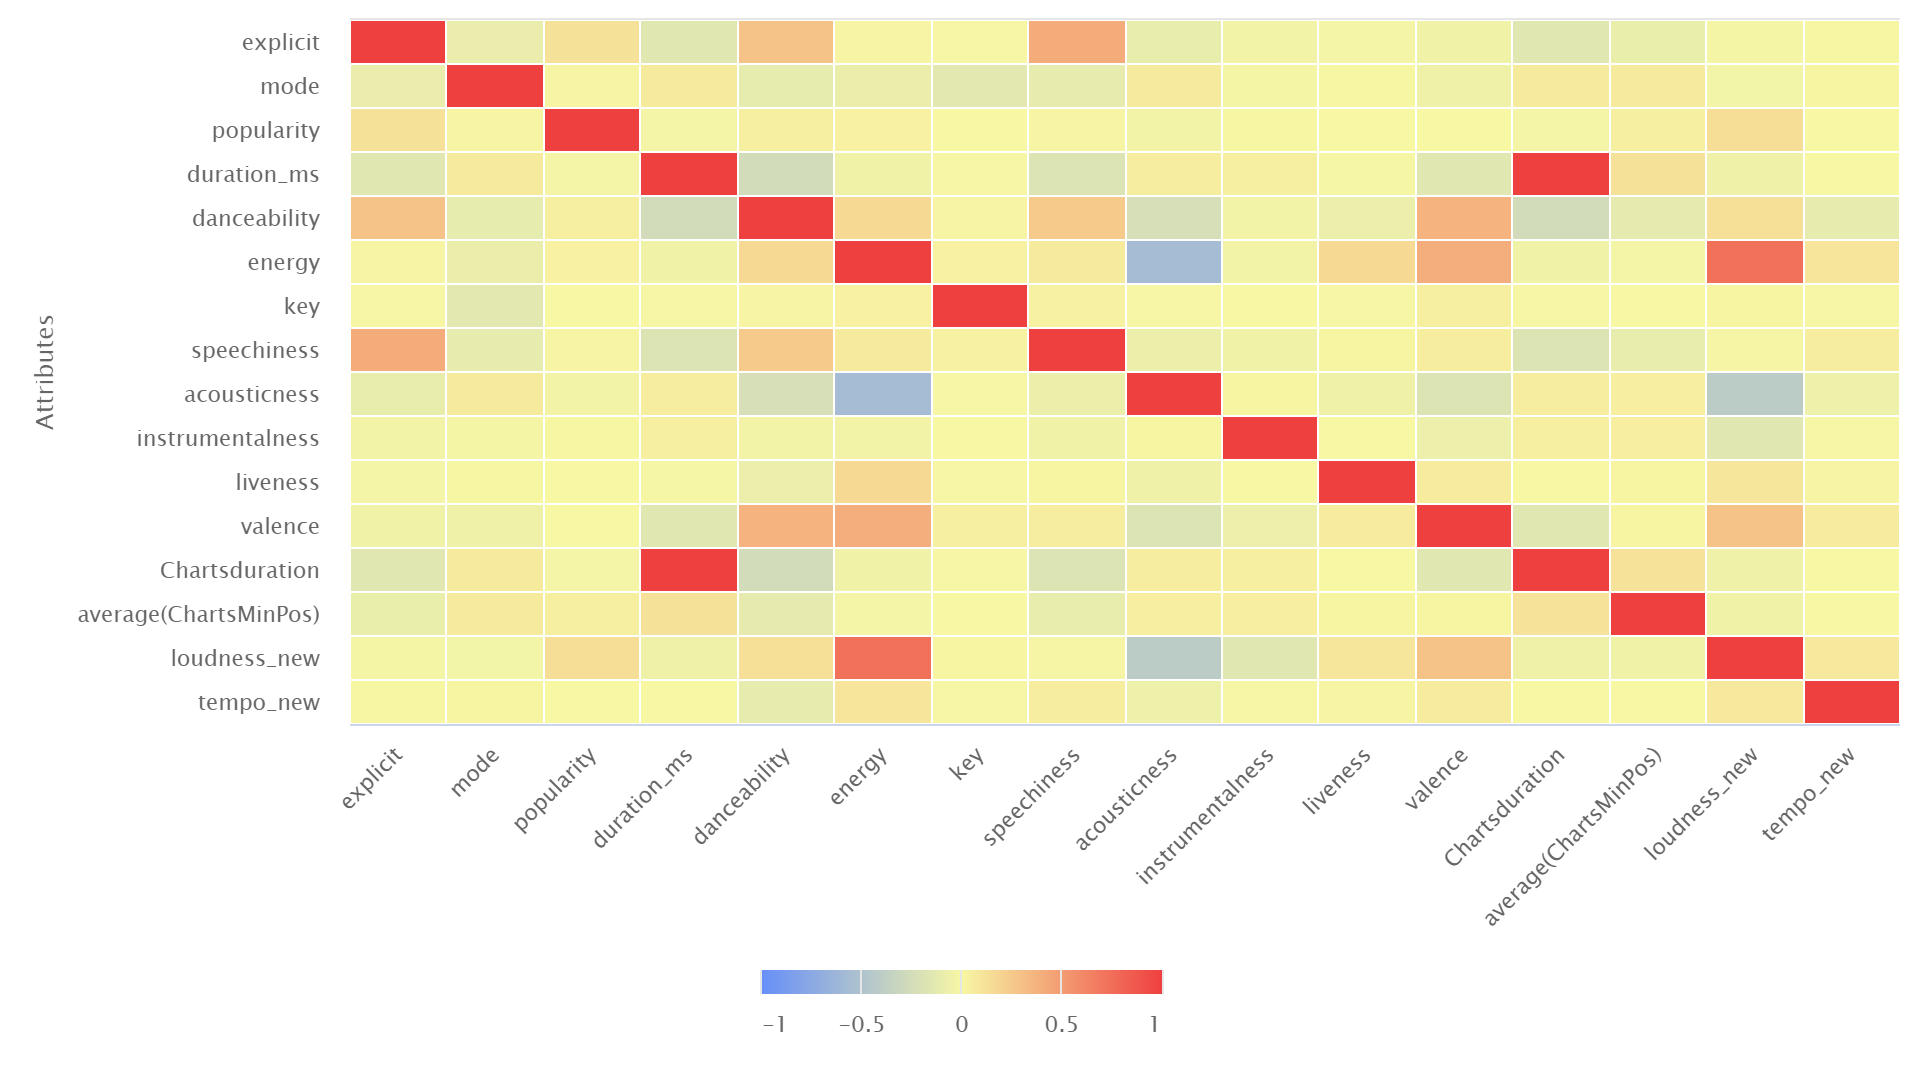 Attributes
explicit
mode
popularity
duration_ms
danceability
energy
key
speechiness
acousticness
instrumentalness
liveness
valence
Chartsduration
average(ChartsMinPos)
loudness_new
tempo_new
explicit
mode
popularity
duration_ms
danceability
energy
key
speechiness
acousticness
instrumentalness
liveness
valence
Chartsduration
average(ChartsMinPos)
loudness_new
tempo_new
-1 -0.5 0 0.5 1